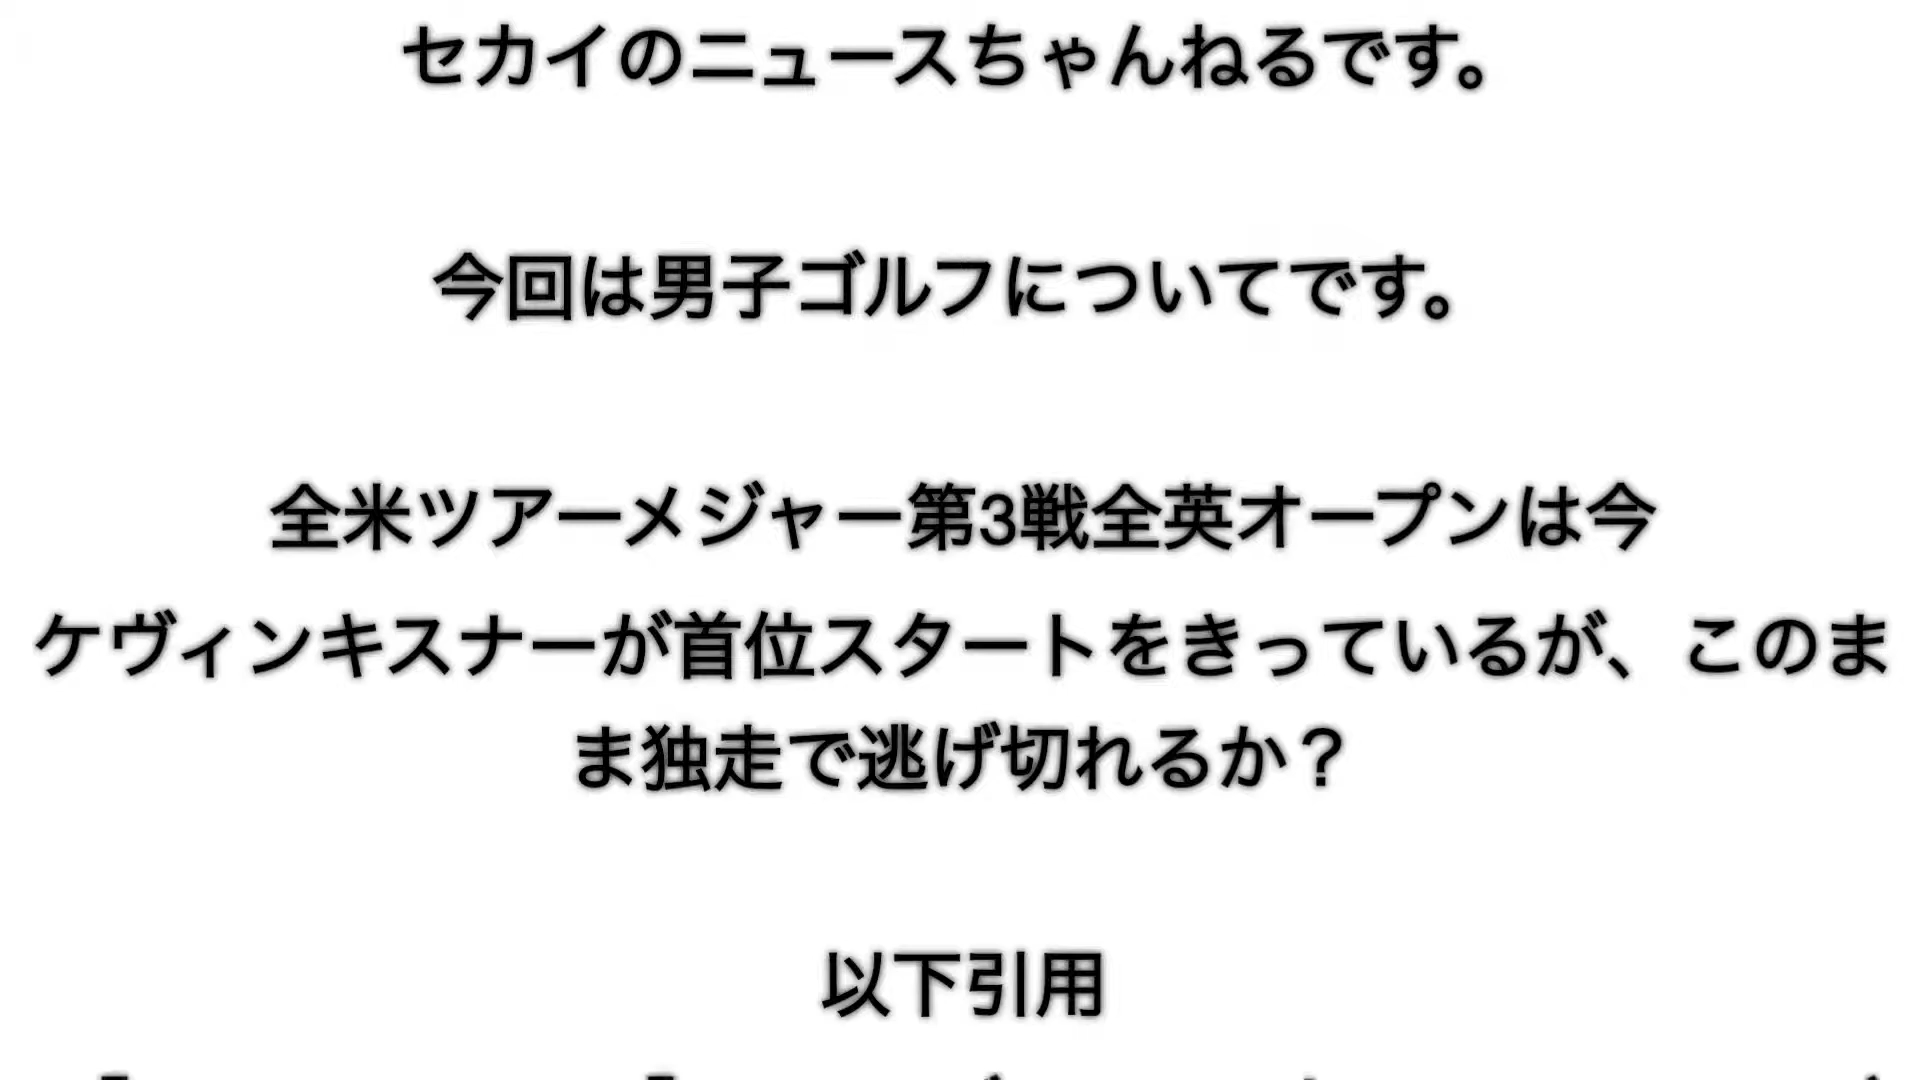 セカイのニュースちゃんねるです。
今回は男子ゴルフについてです。
全米ツアーメジャー第3戦全英オープンは今
ケヴィンキスナーが首位スタートをきっているが、このま
ま独走で逃げ切れるか？
以下引用